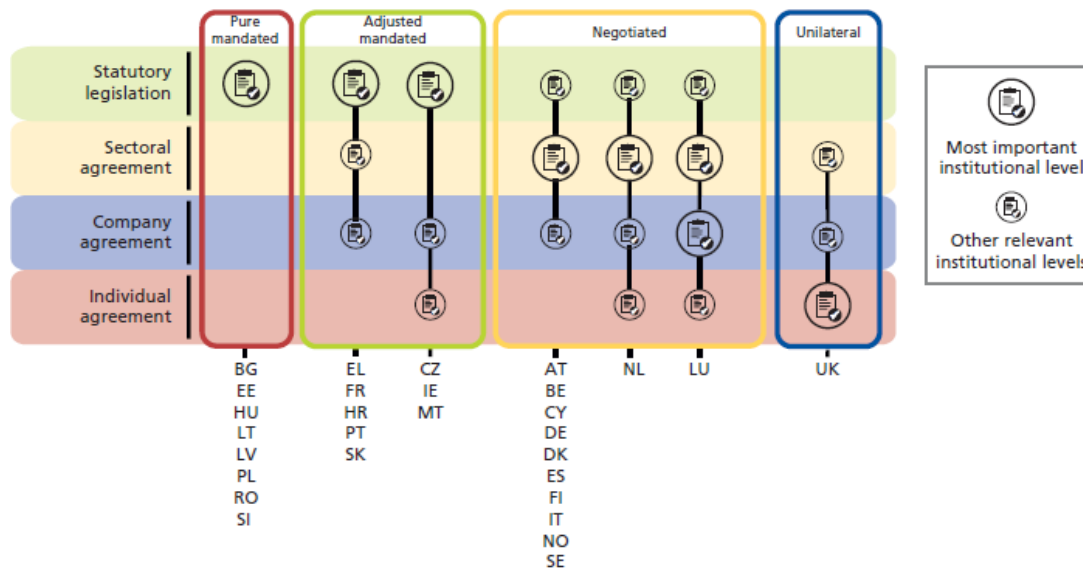 Pure
mandated
Adjusted
mandated
Negotiated
Unilateral
Statutory
legislation
Sectoral
agreement
Company
agreement
Individual
agreement
Most important
institutional level
Other relevant
institutional levels
BG
EE
HU
LT
LV
PL
RO
SI
EL
FR
HR
PT
SK
CZ
IE
MT
AT
BE
CY
DE
DK
ES
FI
IT
NO
SE
NL
LU
UK